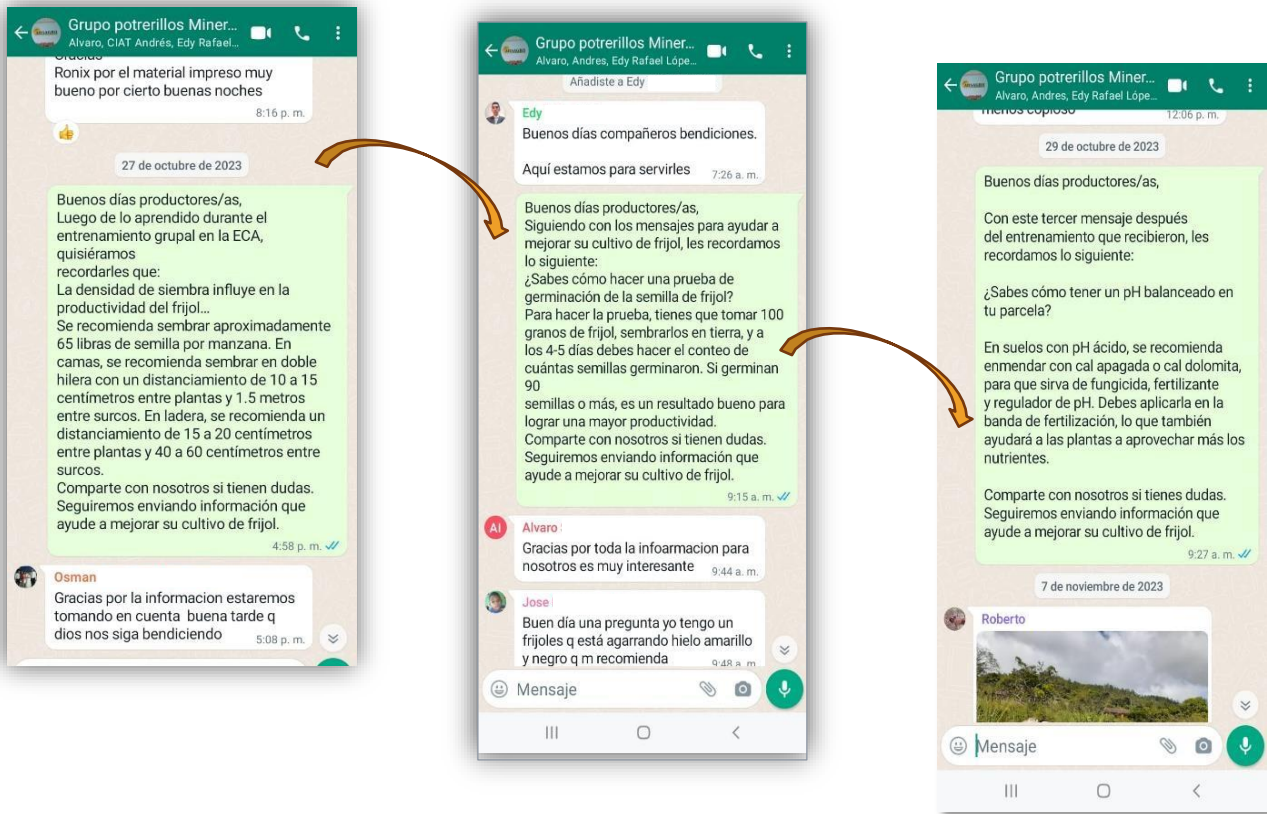 Grupo potrerillos Miner...
Alvaro, CIAT Andrés, Edy Rafael...
Gracias
Ronix por el material impreso muy
bueno por cierto buenas noches
8:16 p. m.
27 de octubre de 2023
Buenos días productores/as,
Luego de lo aprendido durante el
entrenamiento grupal en la ECA,
quisiéramos
recordarles que:
La densidad de siembra influye en la
productividad del frijol...
Se recomienda sembrar aproximadamente
65 libras de semilla por manzana. En
camas, se recomienda sembrar en doble
hilera con un distanciamiento de 10 a 15
centímetros entre plantas y 1.5 metros
entre surcos. En ladera, se recomienda un
distanciamiento de 15 a 20 centímetros
entre plantas y 40 a 60 centímetros entre
surcos.
Comparte con nosotros si tienen dudas.
Seguiremos enviando información que
ayude a mejorar su cultivo de frijol.
4:58 p. m.
Osman
Gracias por la informacion estaremos
tomando en cuenta buena tarde q
dios nos siga bendiciendo
5:08 p. m.
Grupo potrerillos Miner...
Alvaro, Andres, Edy Rafael Lópe...
Añadiste a Edy
Edy
Buenos días compañeros bendiciones.
Aquí estamos para servirles
7:26 a. m.
Buenos días productores/as,
Siguiendo con los mensajes para ayudar a
mejorar su cultivo de frijol, les recordamos
lo siguiente:
¿Sabes cómo hacer una prueba de
germinación de la semilla de frijol?
Para hacer la prueba, tienes que tomar 100
granos de frijol, sembrarlos en tierra, y a
los 4-5 días debes hacer el conteo de
cuántas semillas germinaron. Si germinan
90
semillas o más, es un resultado bueno para
lograr una mayor productividad.
Comparte con nosotros si tienen dudas.
Seguiremos enviando información que
ayude a mejorar su cultivo de frijol.
9:15 a. m.
Al
Alvaro
Gracias por toda la infoarmacion para
nosotros es muy interesante
9:44 a. m.
Jose
Buen día una pregunta yo tengo un
frijoles q está agarrando hielo amarillo
y negro q m recomienda
9:48 a. m.
Mensaje
Grupo potrerillos Miner...
Alvaro, Andres, Edy Rafael Lópe...
menos copioso
12:06 p. m.
29 de octubre de 2023
Buenos días productores/as,
Con este tercer mensaje después
del entrenamiento que recibieron, les
recordamos lo siguiente:
¿Sabes cómo tener un pH balanceado en
tu parcela?
En suelos con pH ácido, se recomienda
enmendar con cal apagada o cal dolomita,
para que sirva de fungicida, fertilizante
y regulador de pH. Debes aplicarla en la
banda de fertilización, lo que también
ayudará a las plantas a aprovechar más los
nutrientes.
Comparte con nosotros si tienes dudas.
Seguiremos enviando información que
ayude a mejorar su cultivo de frijol.
9:27 a. m.
7 de noviembre de 2023
Roberto
Mensaje